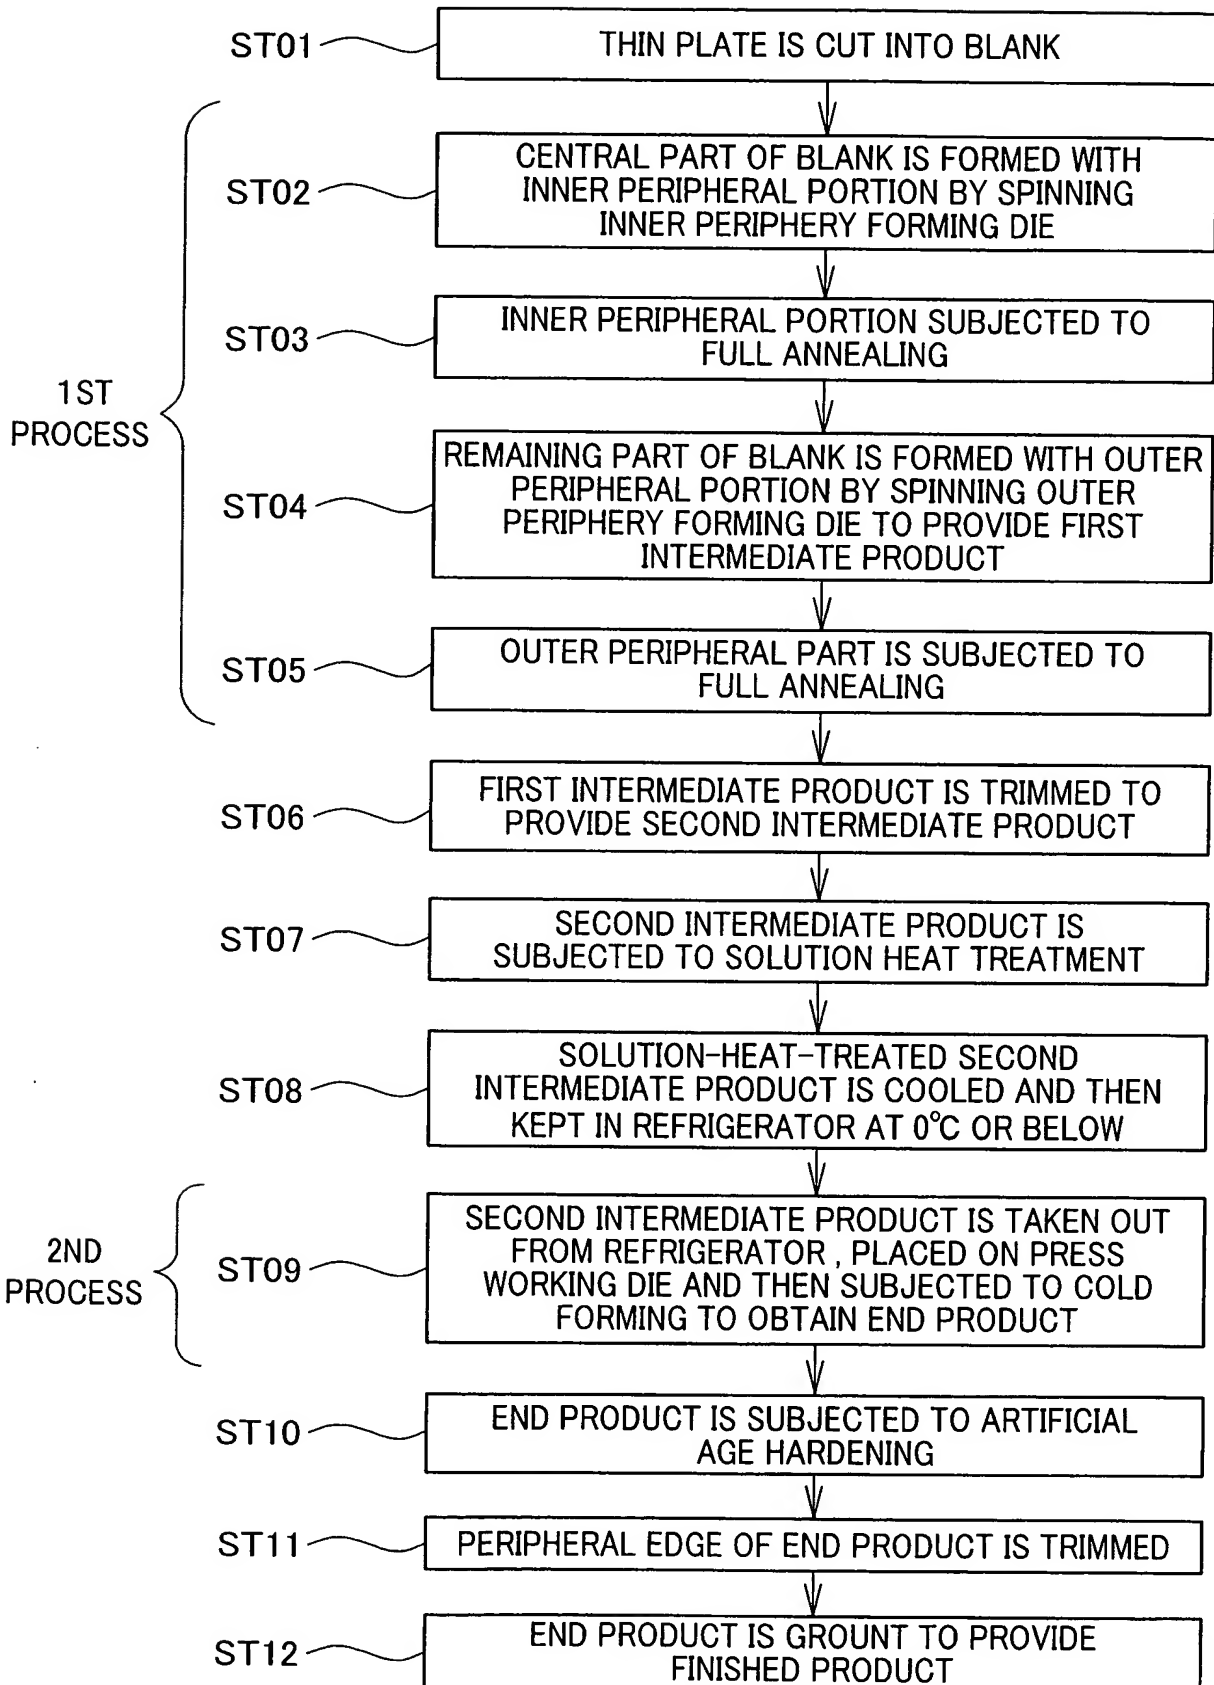 ST01
THIN PLATE IS CUT INTO BLANK
1ST
PROCESS
ST02
CENTRAL PART OF BLANK IS FORMED WITH
INNER PERIPHERAL PORTION BY SPINNING
INNER PERIPHERY FORMING DIE
ST03
INNER PERIPHERAL PORTION SUBJECTED TO
FULL ANNEALING
ST04
REMAINING PART OF BLANK IS FORMED WITH OUTER
PERIPHERAL PORTION BY SPINNING OUTER
PERIPHERY FORMING DIE TO PROVIDE FIRST
INTERMEDIATE PRODUCT
ST05
OUTER PERIPHERAL PART IS SUBJECTED TO
FULL ANNEALING
ST06
FIRST INTERMEDIATE PRODUCT IS TRIMMED TO
PROVIDE SECOND INTERMEDIATE PRODUCT
ST07
SECOND INTERMEDIATE PRODUCT IS
SUBJECTED TO SOLUTION HEAT TREATMENT
ST08
SOLUTION-HEAT-TREATED SECOND
INTERMEDIATE PRODUCT IS COOLED AND THEN
KEPT IN REFRIGERATOR AT 0°C OR BELOW
2ND
PROCESS
ST09
SECOND INTERMEDIATE PRODUCT IS TAKEN OUT
FROM REFRIGERATOR , PLACED ON PRESS
WORKING DIE AND THEN SUBJECTED TO COLD
FORMING TO OBTAIN END PRODUCT
ST10
END PRODUCT IS SUBJECTED TO ARTIFICIAL
AGE HARDENING
ST11
PERIPHERAL EDGE OF END PRODUCT IS TRIMMED
ST12
END PRODUCT IS GROUNT TO PROVIDE
FINISHED PRODUCT